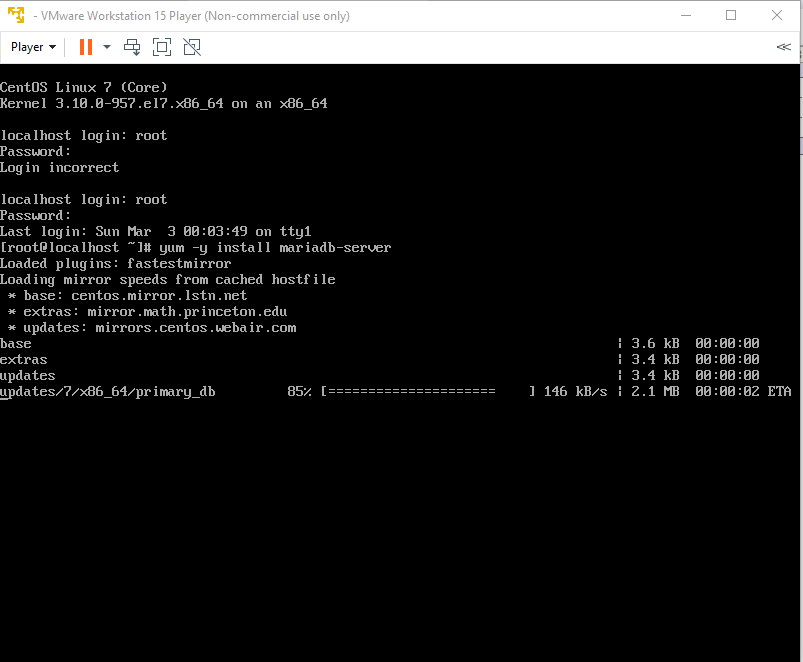 - VMware Workstation 15 Player (Non-commercial use only)
Player
CentOS Linux 7 (Core)
Kernel 3.10.0-957.el7.x86_64 on an x86_64
localhost login: root
Password:
Login incorrect
localhost login: root
Password:
Last login: Sun Mar  3 00:03:49 on tty1
[root@localhost ~]# yum -y install mariadb-server
Loaded plugins: fastestmirror
Loading mirror speeds from cached hostfile
 * base: centos.mirror.lstn.net
 * extras: mirror.math.princeton.edu
 * updates: mirrors.centos.webair.com
base | 3.6 kB  00:00:00
extras | 3.4 kB  00:00:00
updates | 3.4 kB  00:00:00
updates/7/x86_64/primary_db 85% [===================== ] 146 kB/s | 2.1 MB  00:00:02 ETA